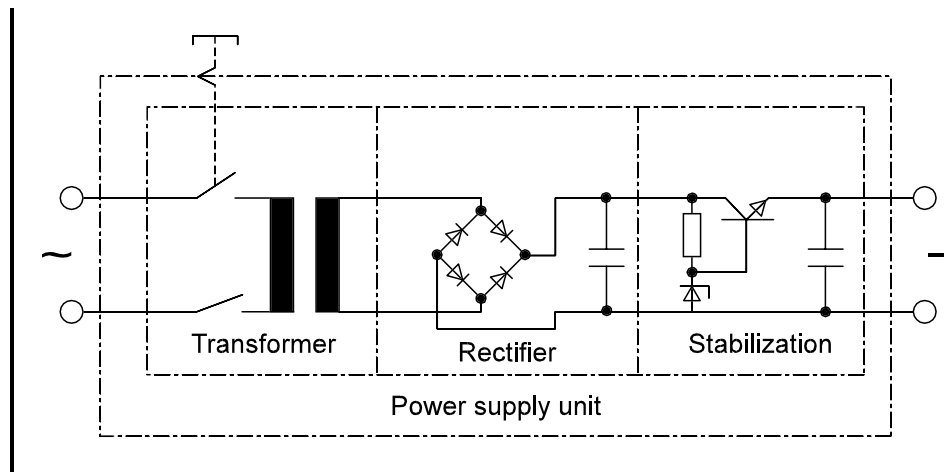 ~
–
Transformer
Rectifier
Stabilization
Power supply unit